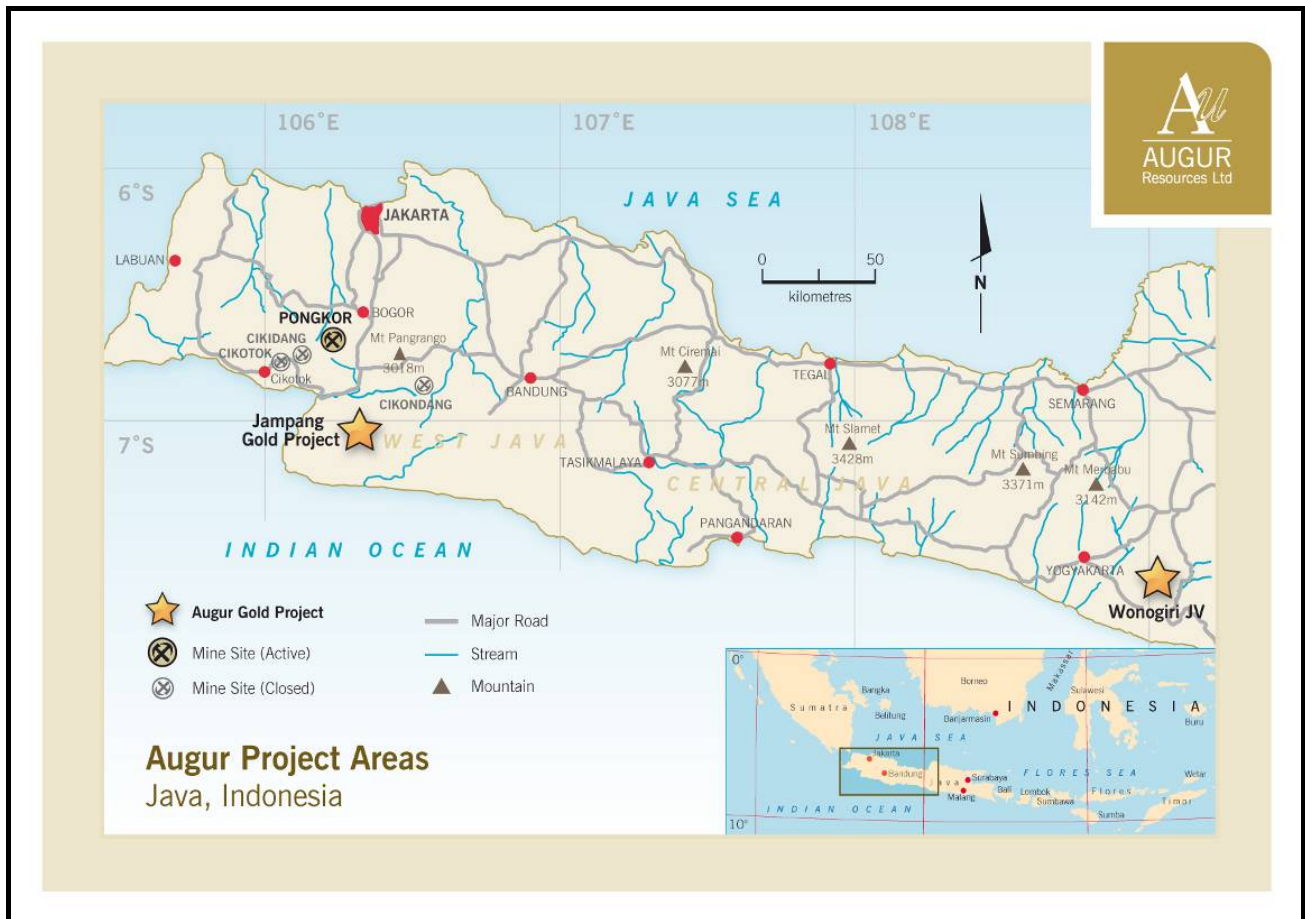 106°E
107°E
108°E
Au
AUGUR
Resources Ltd
6°S
JAVA SEA
JAKARTA
LABUAN
0
50
kilometres
N
PONGKOR
BOGOR
CIKIDANG
Mt Pangrango
3018m
CIKOTOK
Cikotok
Mt Ciremai
3077m
TEGAL
BANDUNG
CIKONDANG
SEMARANG
Jampang
Gold Project
7°S
WEST JAVA
Mt Slamet
3428m
TASIKMALAYA
Mt Sumbing
3371m
Mt Merbabu
3142m
CENTRAL JAVA
PANGANDARAN
INDIAN OCEAN
YOGYAKARTA
Wonogiri JV
Augur Gold Project
Major Road
Mine Site (Active)
Stream
Mine Site (Closed)
Mountain
Augur Project Areas
Java, Indonesia
0°
Makassar
Borneo
Sulawesi
Bangka
Sumatra
INDONESIA
Belitung
Banjarmasin
Buru
JAVA SEA
Jakarta
Bandung
Java
Surabaya
FLORES SEA
Wetar
Malang
Bali
Lombok
Flores
Sumbawa
Timor
INDIAN OCEAN
Sumba
10°